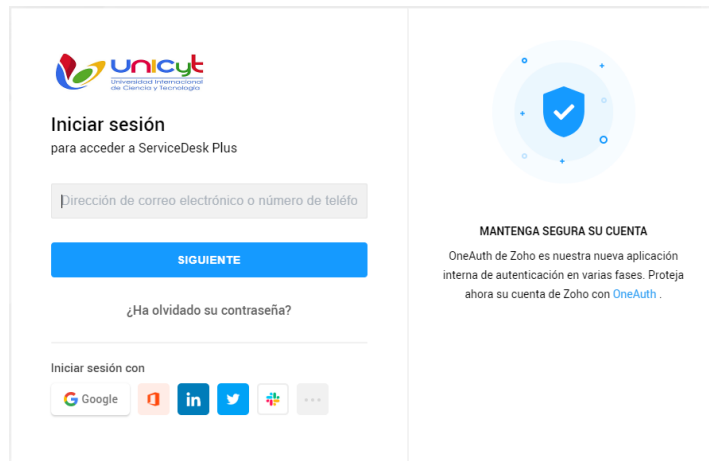 unicyt
Universidad Internacional
de Ciencia y Tecnología
Iniciar sesión
para acceder a ServiceDesk Plus
Dirección de correo electrónico o número de teléfo
SIGUIENTE
¿Ha olvidado su contraseña?
Iniciar sesión con
Google
in
MANTENGA SEGURA SU CUENTA
OneAuth de Zoho es nuestra nueva aplicación
interna de autenticación en varias fases. Proteja
ahora su cuenta de Zoho con OneAuth .